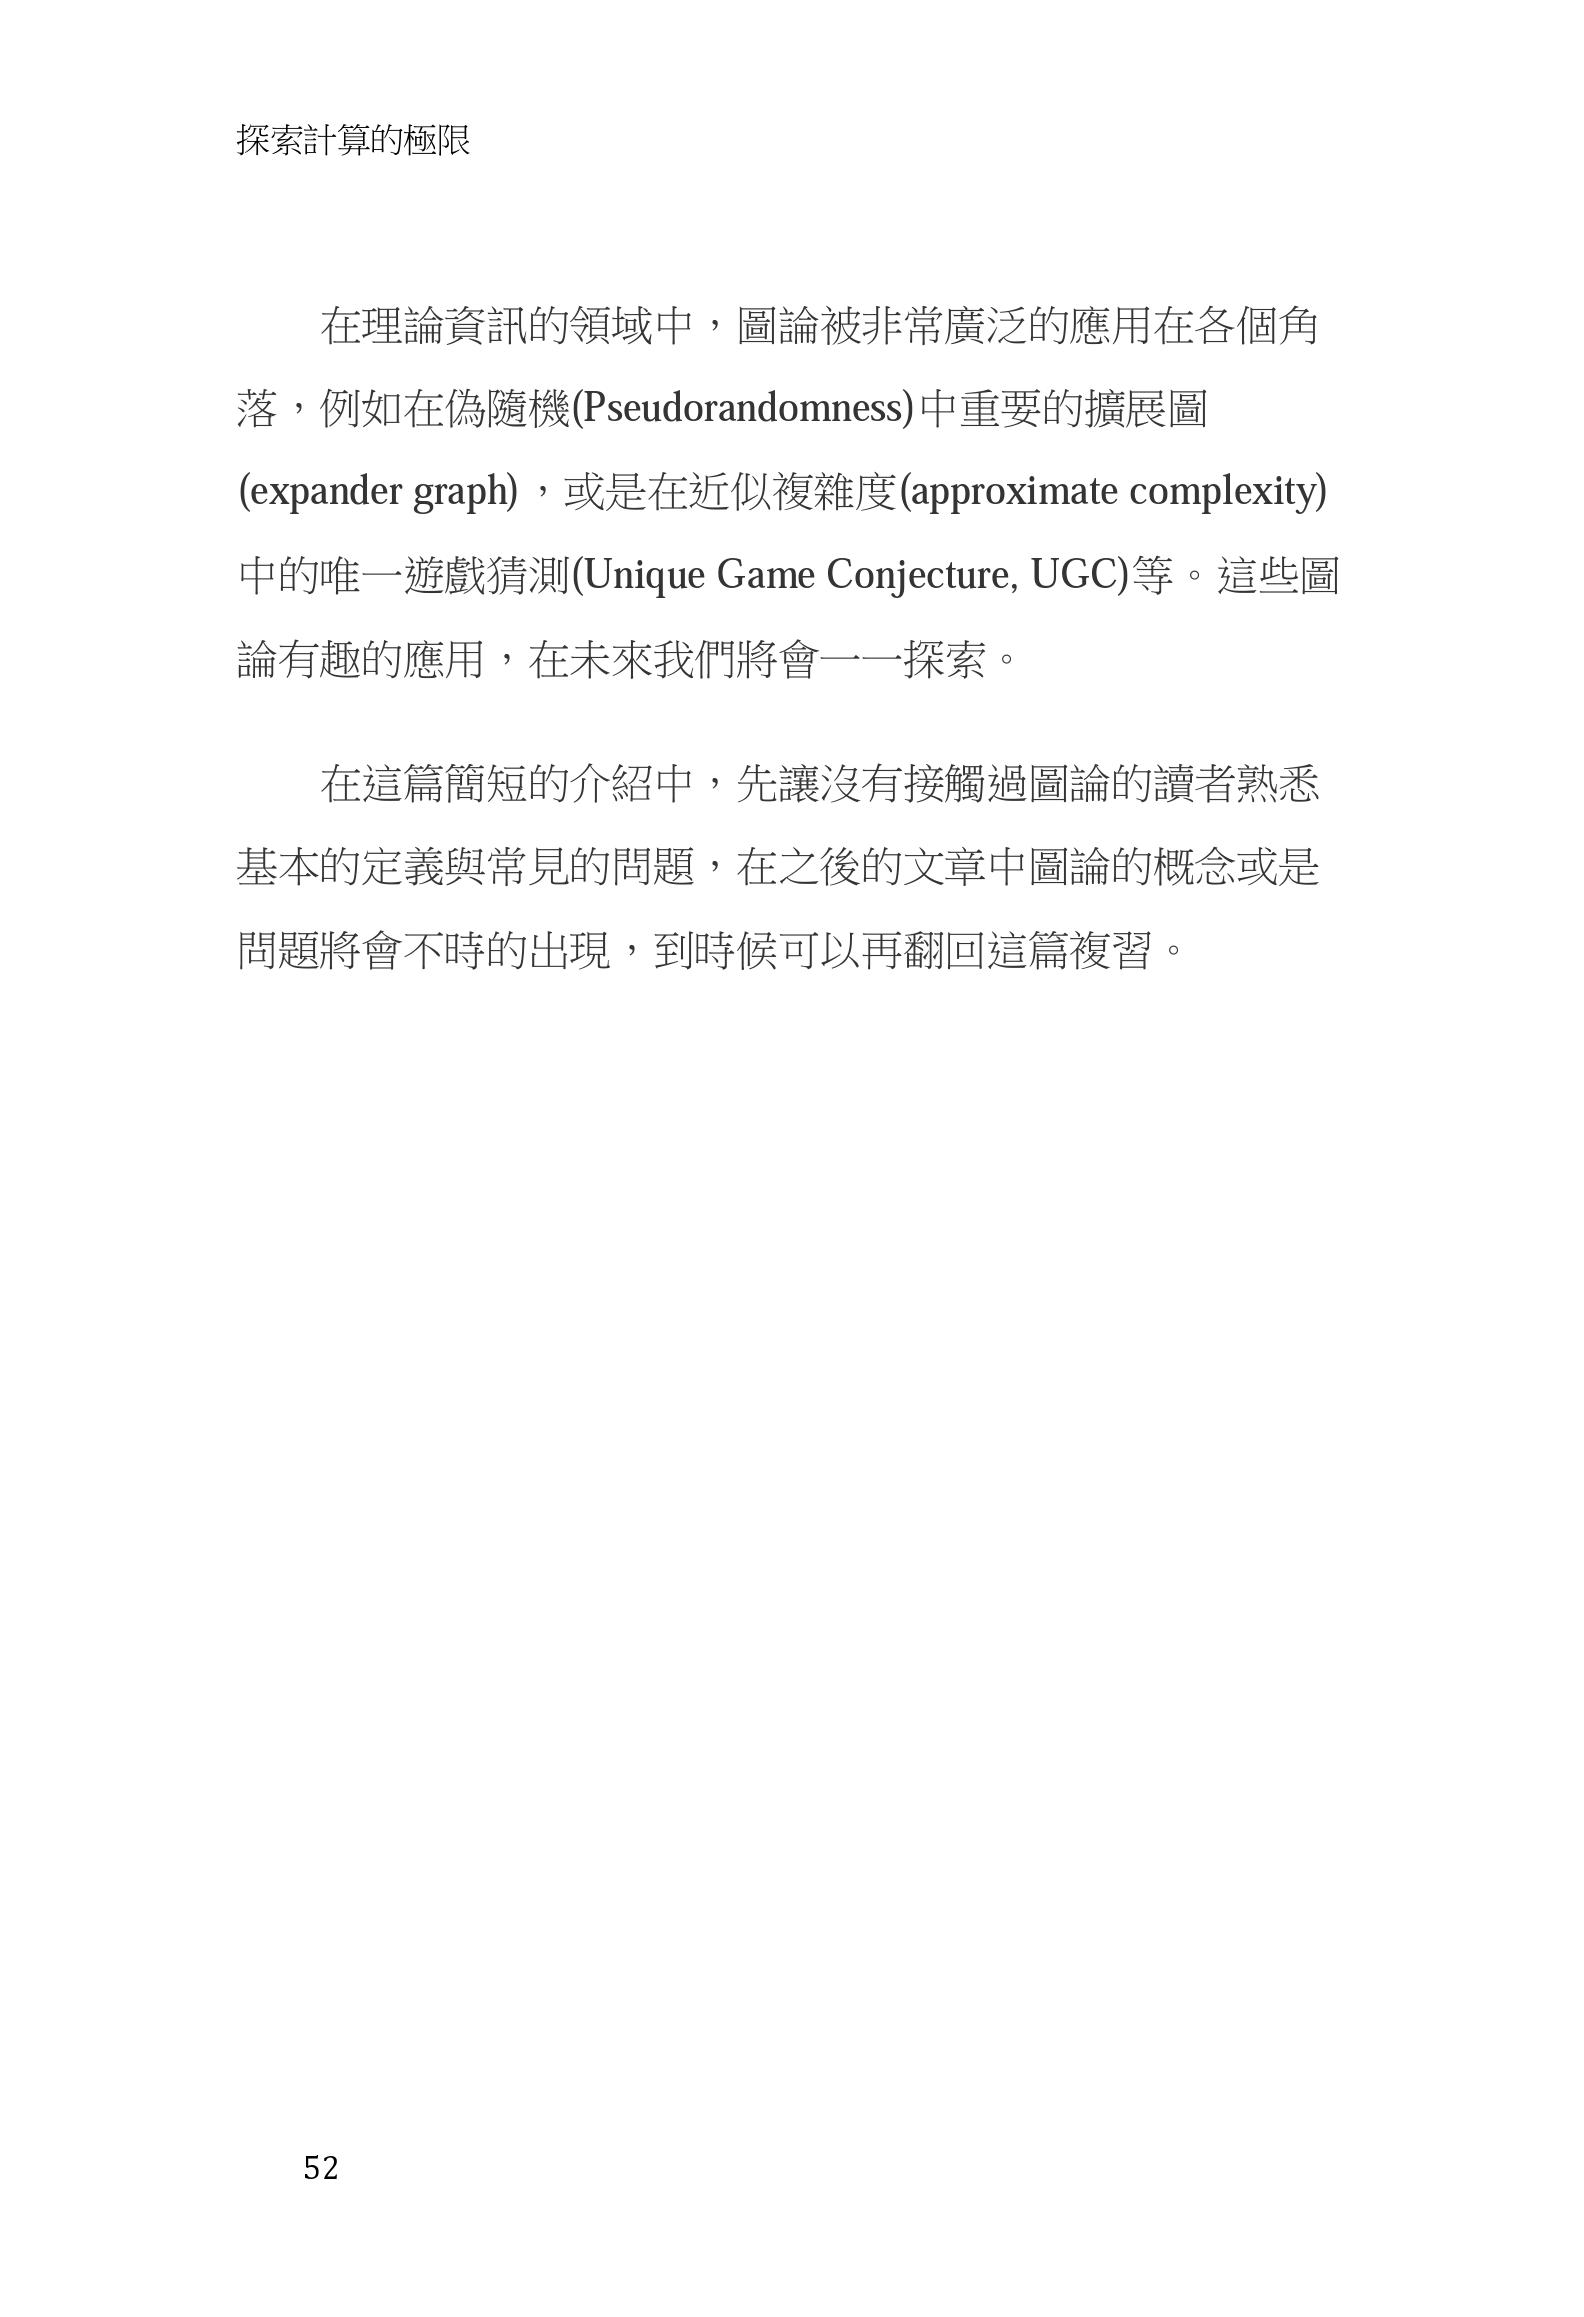 探索計算的極限
在理論資訊的領域中，圖論被非常廣泛的應用在各個角
落，例如在偽隨機(Pseudorandomness)中重要的擴展圖
(expander graph)，或是在近似複雜度(approximate complexity)
中的唯一遊戲猜測(Unique Game Conjecture, UGC)等。這些圖
論有趣的應用，在未來我們將會一一探索。
在這篇簡短的介紹中，先讓沒有接觸過圖論的讀者熟悉
基本的定義與常見的問題，在之後的文章中圖論的概念或是
問題將會不時的出現，到時候可以再翻回這篇複習。
52